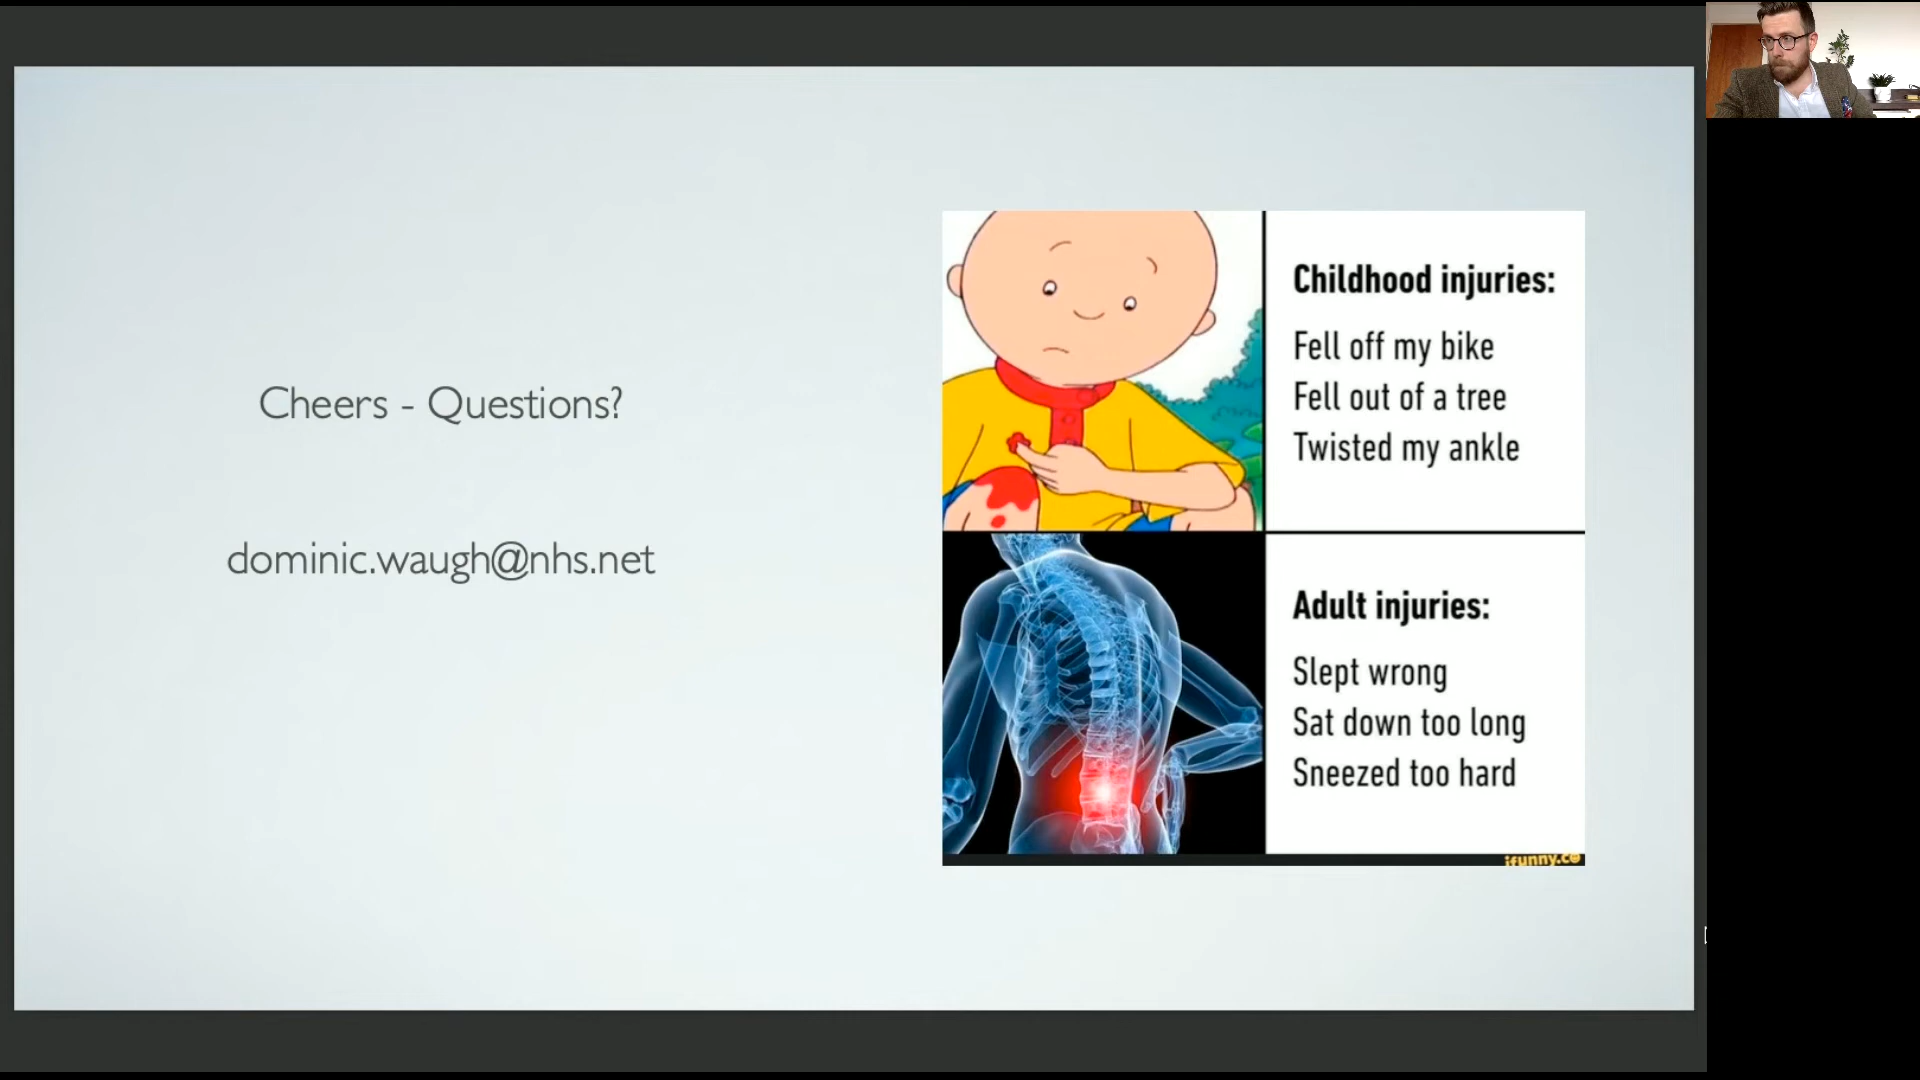 Cheers - Questions?
dominic.waugh@nhs.net
Childhood injuries:
Fell off my bike
Fell out of a tree
Twisted my ankle
Adult injuries:
Slept wrong
Sat down too long
Sneezed too hard
ifunny.co